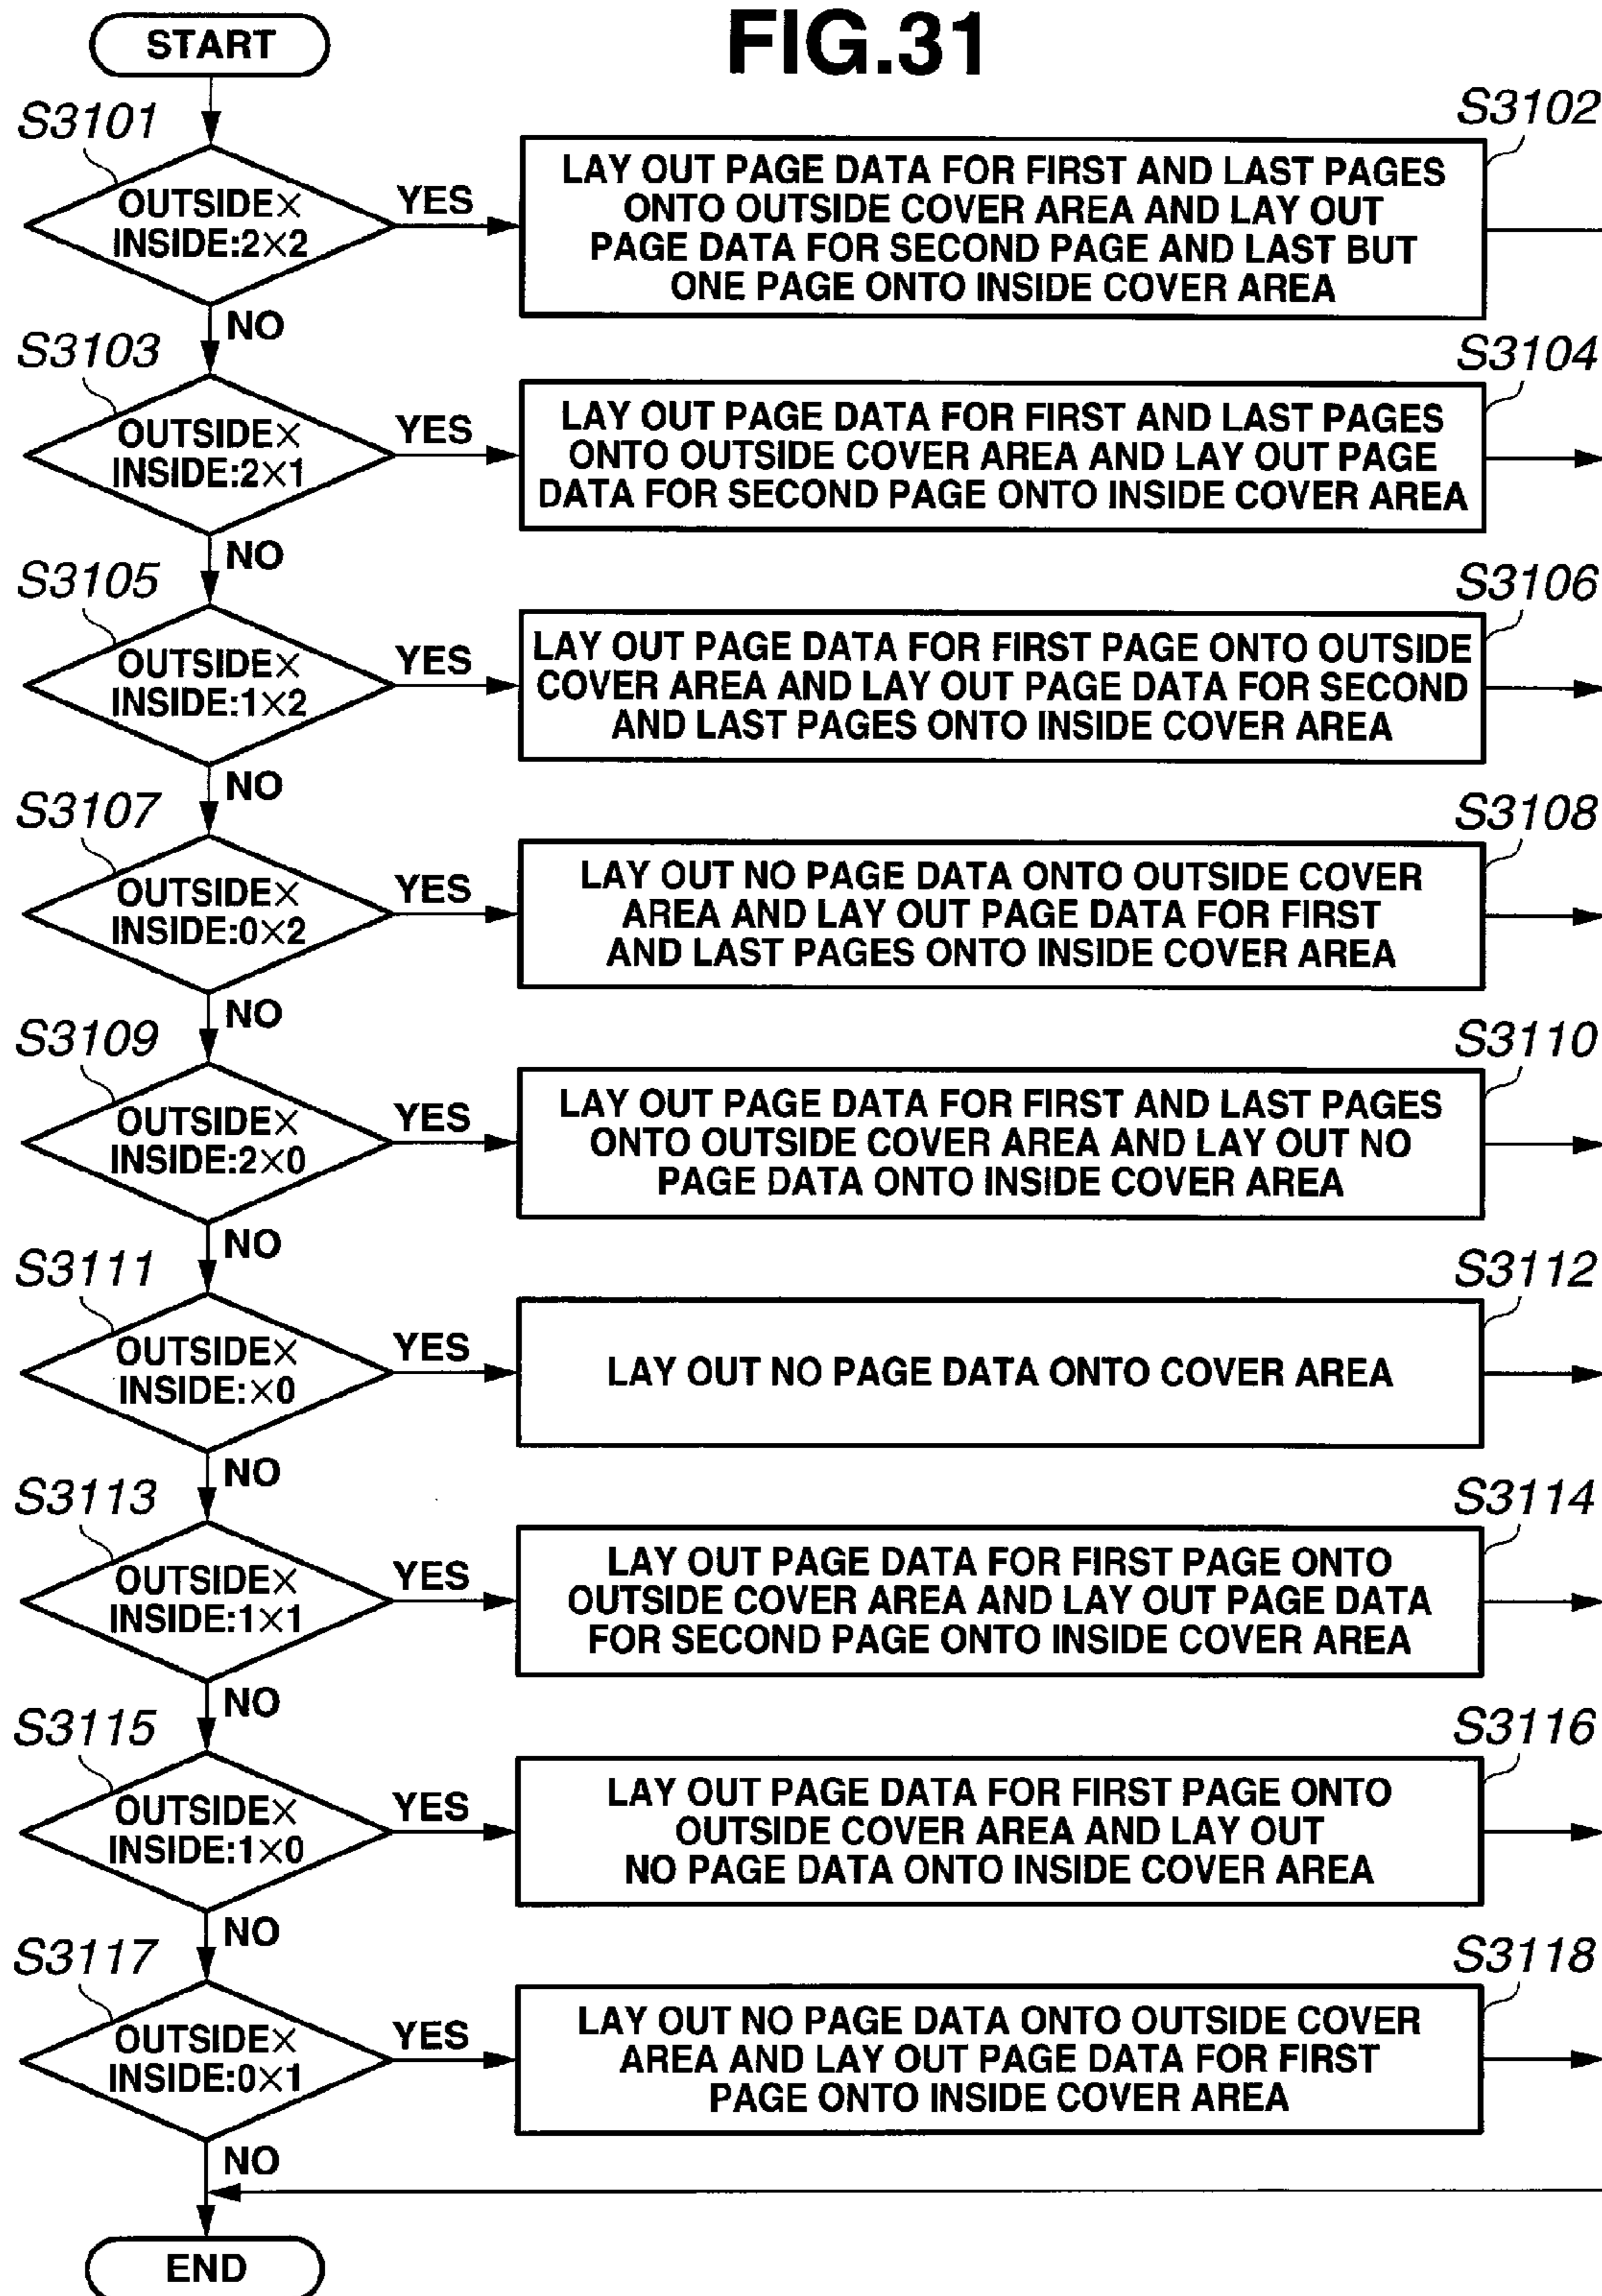 FIG.31
START
S3101
OUTSIDE×
INSIDE:2×2
YES
NO
S3102
LAY OUT PAGE DATA FOR FIRST AND LAST PAGES
ONTO OUTSIDE COVER AREA AND LAY OUT
PAGE DATA FOR SECOND PAGE AND LAST BUT
ONE PAGE ONTO INSIDE COVER AREA
S3103
OUTSIDE×
INSIDE:2×1
YES
NO
S3104
LAY OUT PAGE DATA FOR FIRST AND LAST PAGES
ONTO OUTSIDE COVER AREA AND LAY OUT PAGE
DATA FOR SECOND PAGE ONTO INSIDE COVER AREA
S3105
OUTSIDE×
INSIDE:1×2
YES
NO
S3106
LAY OUT PAGE DATA FOR FIRST PAGE ONTO OUTSIDE
COVER AREA AND LAY OUT PAGE DATA FOR SECOND
AND LAST PAGES ONTO INSIDE COVER AREA
S3107
OUTSIDE×
INSIDE:0×2
YES
NO
S3108
LAY OUT NO PAGE DATA ONTO OUTSIDE COVER
AREA AND LAY OUT PAGE DATA FOR FIRST
AND LAST PAGES ONTO INSIDE COVER AREA
S3109
OUTSIDE×
INSIDE:2×0
YES
NO
S3110
LAY OUT PAGE DATA FOR FIRST AND LAST PAGES
ONTO OUTSIDE COVER AREA AND LAY OUT NO
PAGE DATA ONTO INSIDE COVER AREA
S3111
OUTSIDE×
INSIDE:×0
YES
NO
S3112
LAY OUT NO PAGE DATA ONTO COVER AREA
S3113
OUTSIDE×
INSIDE:1×1
YES
NO
S3114
LAY OUT PAGE DATA FOR FIRST PAGE ONTO
OUTSIDE COVER AREA AND LAY OUT PAGE DATA
FOR SECOND PAGE ONTO INSIDE COVER AREA
S3115
OUTSIDE×
INSIDE:1×0
YES
NO
S3116
LAY OUT PAGE DATA FOR FIRST PAGE ONTO
OUTSIDE COVER AREA AND LAY OUT
NO PAGE DATA ONTO INSIDE COVER AREA
S3117
OUTSIDE×
INSIDE:0×1
YES
NO
S3118
LAY OUT NO PAGE DATA ONTO OUTSIDE COVER
AREA AND LAY OUT PAGE DATA FOR FIRST
PAGE ONTO INSIDE COVER AREA
END